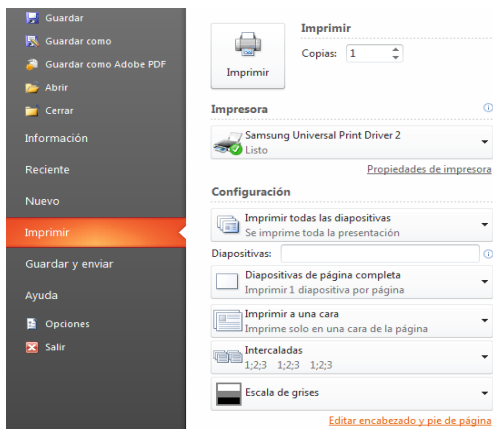 Guardar
Guardar como
Guardar como Adobe PDF
Abrir
Cerrar
Información
Reciente
Nuevo
Imprimir
Guardar y enviar
Ayuda
Opciones
Salir
Imprimir
Imprimir
Copias: 1
Impresora
Samsung Universal Print Driver 2
Listo
Propiedades de impresora
Configuración
Imprimir todas las diapositivas
Se imprime toda la presentación
Diapositivas:
Diapositivas de página completa
Imprimir 1 diapositiva por página
Imprimir a una cara
Imprime solo en una cara de la página
Intercaladas
1;2;3 1;2;3 1;2;3
Escala de grises
Editar encabezado y pie de página